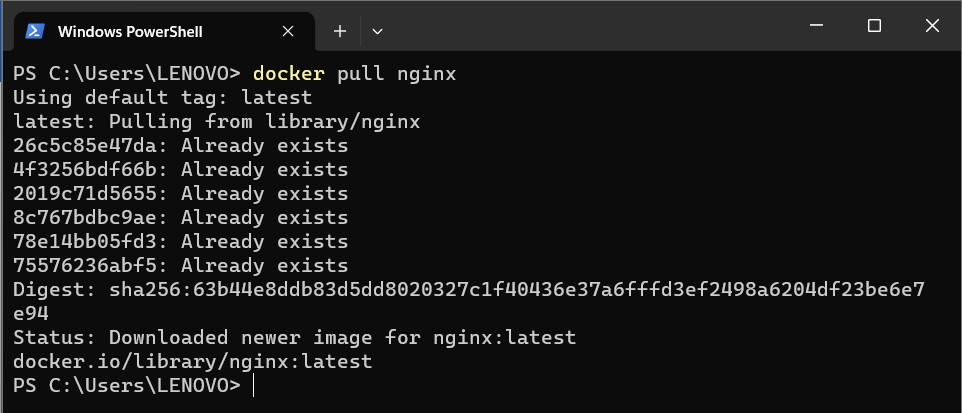 Windows PowerShell
PS C:\Users\LENOVO> docker pull nginx
Using default tag: latest
latest: Pulling from library/nginx
26c5c85e47da: Already exists
4f3256bdf66b: Already exists
2019c71d5655: Already exists
8c767bdbc9ae: Already exists
78e14bb05fd3: Already exists
75576236abf5: Already exists
Digest: sha256:63b44e8ddb83d5dd8020327c1f40436e37a6fffd3ef2498a6204df23be6e7
e94
Status: Downloaded newer image for nginx:latest
docker.io/library/nginx:latest
PS C:\Users\LENOVO>